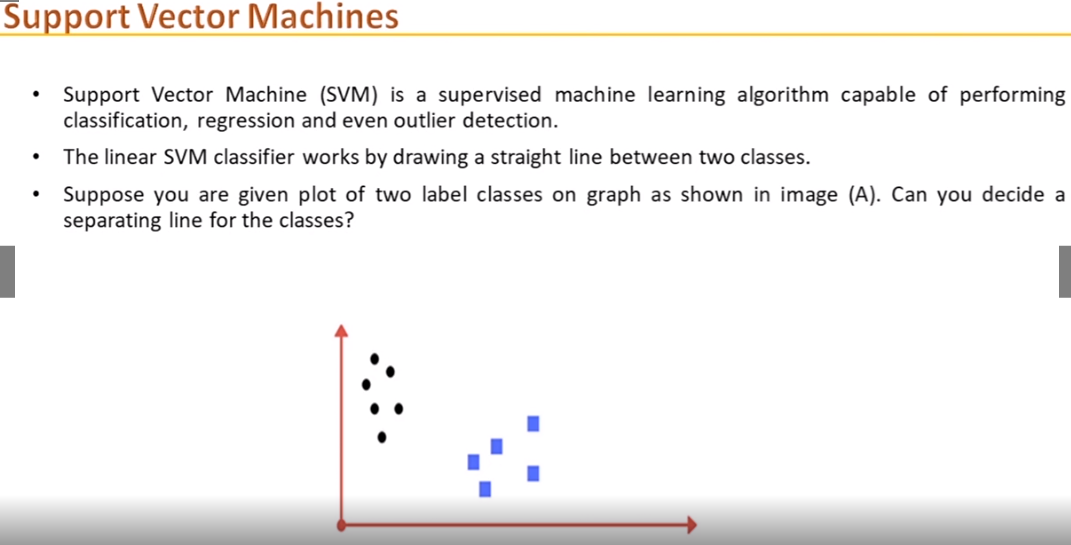 Support Vector Machines
• Support Vector Machine (SVM) is a supervised machine learning algorithm capable of performing
classification, regression and even outlier detection.
• The linear SVM classifier works by drawing a straight line between two classes.
• Suppose you are given plot of two label classes on graph as shown in image (A). Can you decide a
separating line for the classes?